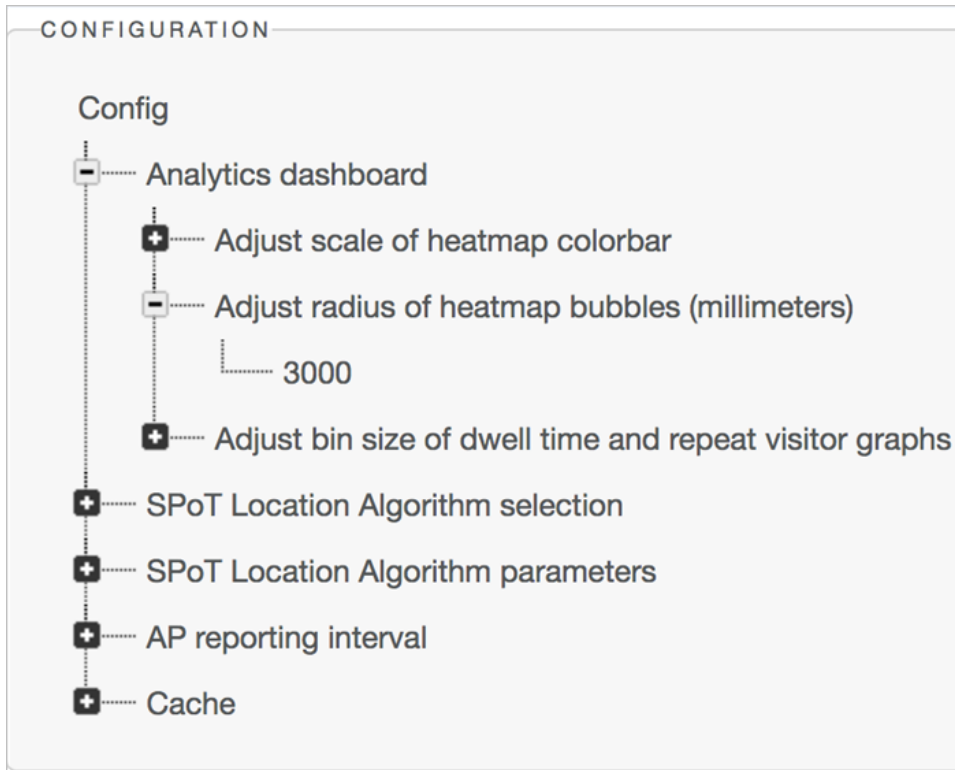 CONFIGURATION
Config
Analytics dashboard
Adjust scale of heatmap colorbar
Adjust radius of heatmap bubbles (millimeters)
3000
Adjust bin size of dwell time and repeat visitor graphs
SPoT Location Algorithm selection
SPoT Location Algorithm parameters
AP reporting interval
Cache